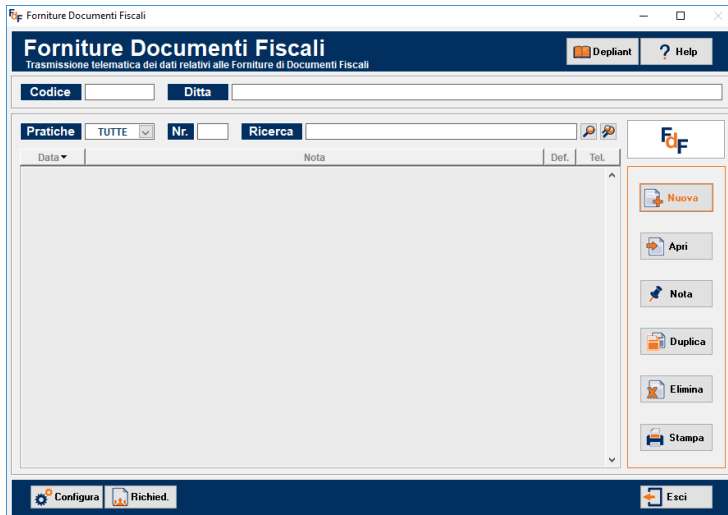 FdF Forniture Documenti Fiscali
Forniture Documenti Fiscali
Trasmissione telematica dei dati relativi alle Forniture di Documenti Fiscali
Depliant
? Help
Codice
Ditta
Pratiche
TUTTE
Nr.
Ricerca
FdF
Data
Nota
Def.
Tel.
Nuova
Apri
Nota
Duplica
Elimina
Stampa
Configura
Richied.
Esci